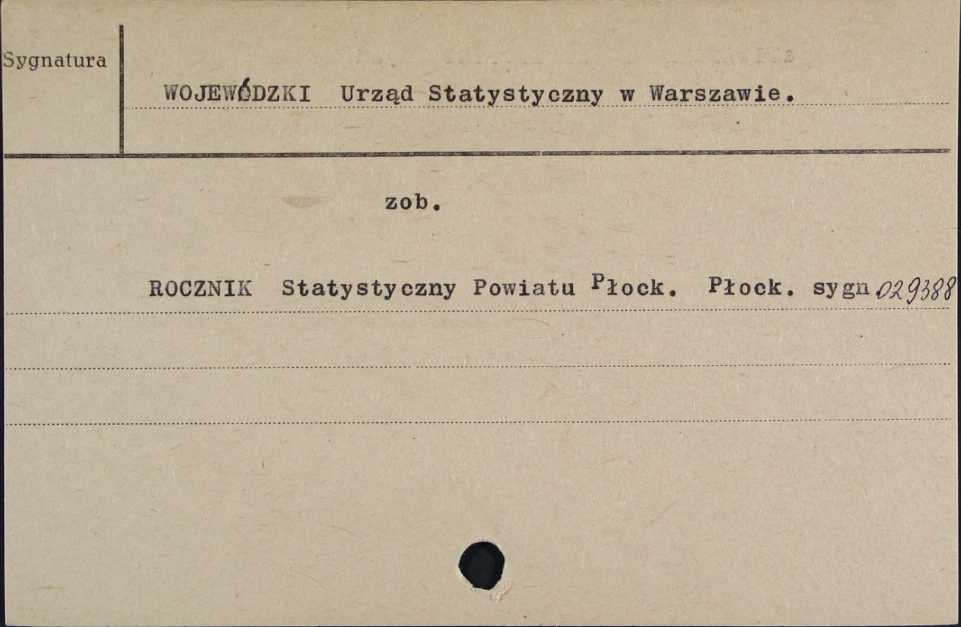 Sygnatura
WOJEWÓDZKI Urząd Statystyczny w Warszawie.
zob.
ROCZNIK Statystyczny Powiatu Płock. Płock. sygn 029388